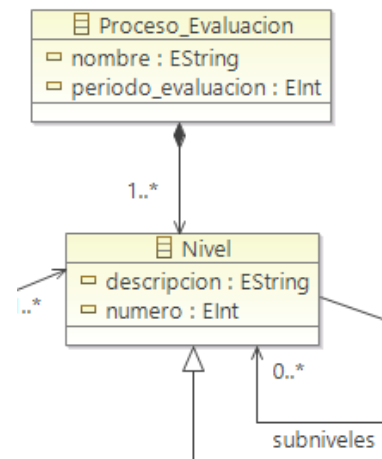 Proceso_Evaluacion
nombre : EString
periodo_evaluacion : EInt
1..*
Nivel
descripcion : EString
numero : EInt
..*
0..*
subniveles